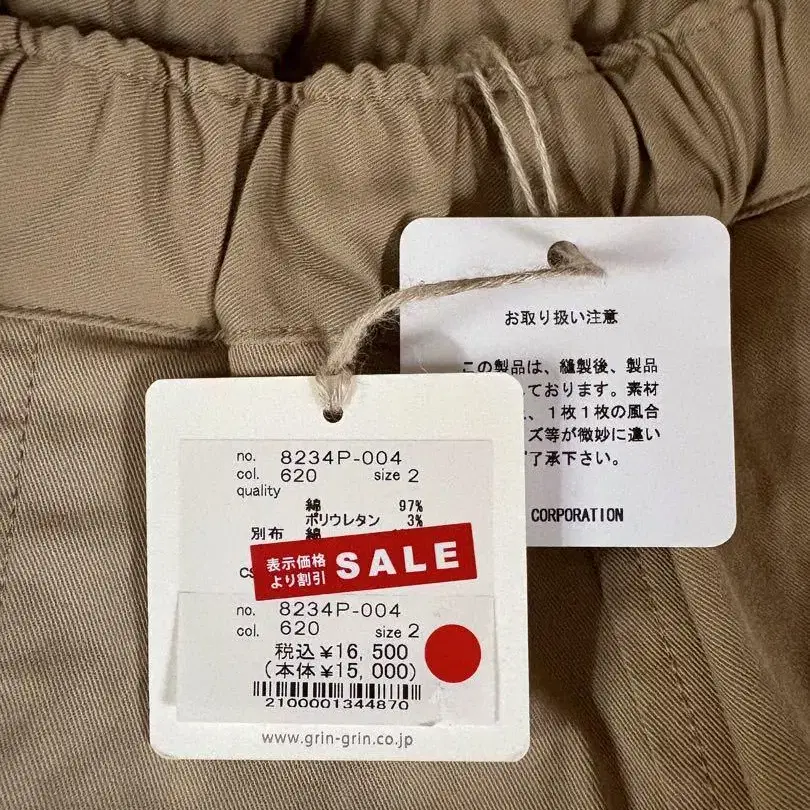 お取り扱い注意
この製品は、縫製後、製品
しております。素材
、1枚1枚の風合
ズ等が微妙に違い
了承下さい。
CORPORATION
no. 8234P-004
col. 620 size 2
quality
綿 97%
ポリウレタン 3%
別布 綿
表示価格
より割引 SALE
no. 8234P-004
col. 620 size 2
税込¥16,500
(本体¥15,000)
2100001344870
www.grin-grin.co.jp